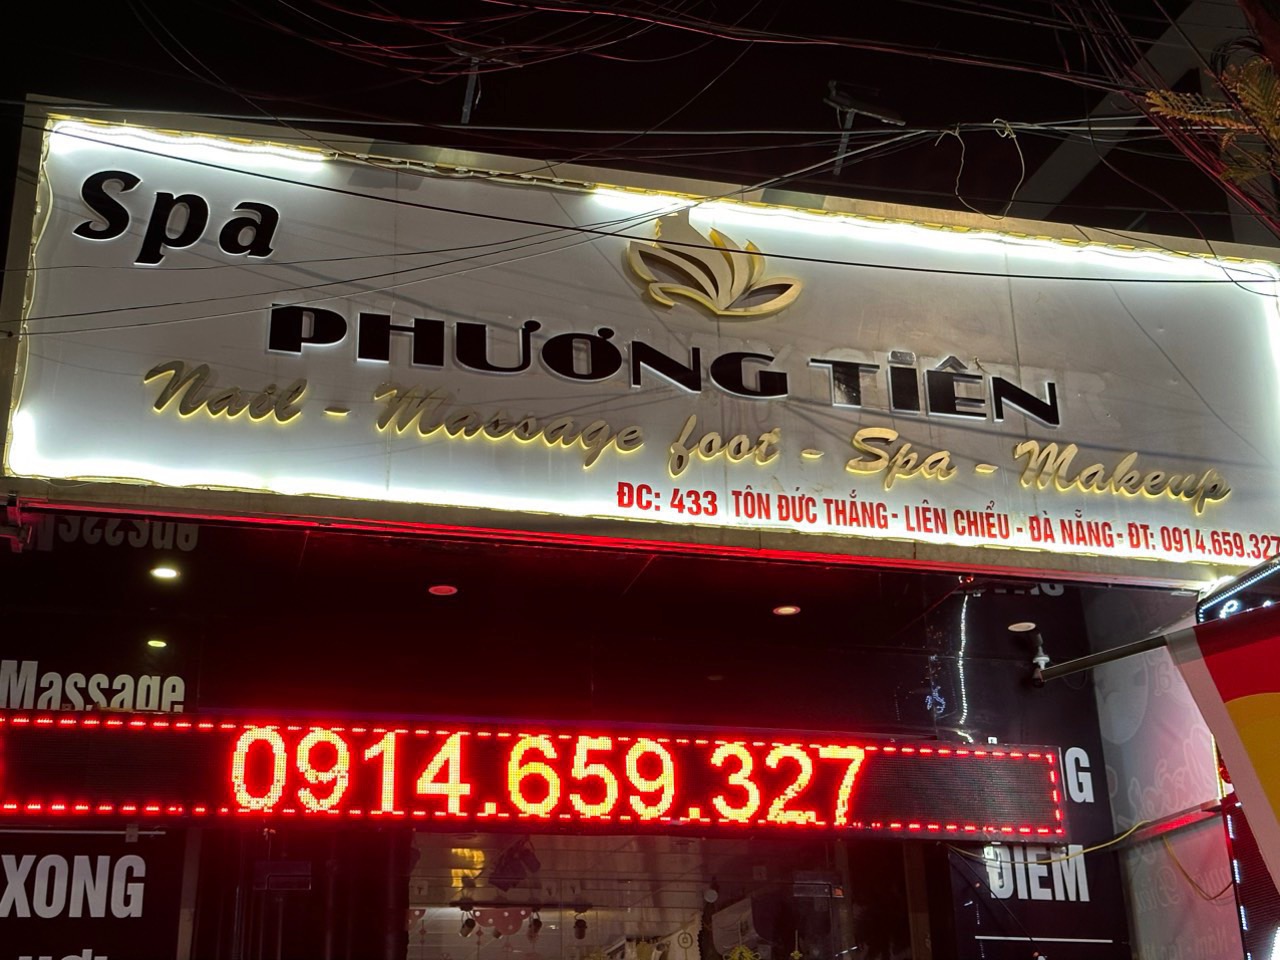 Spa
PHƯƠNG TIÊN
Nail - Massage foot - Spa - Makeup
ĐC: 433 TÔN ĐỨC THẮNG - LIÊN CHIỂU - ĐÀ NẴNG - ĐT: 0914.659.327
Massage
0914.659.327
XONG
ĐIỂM